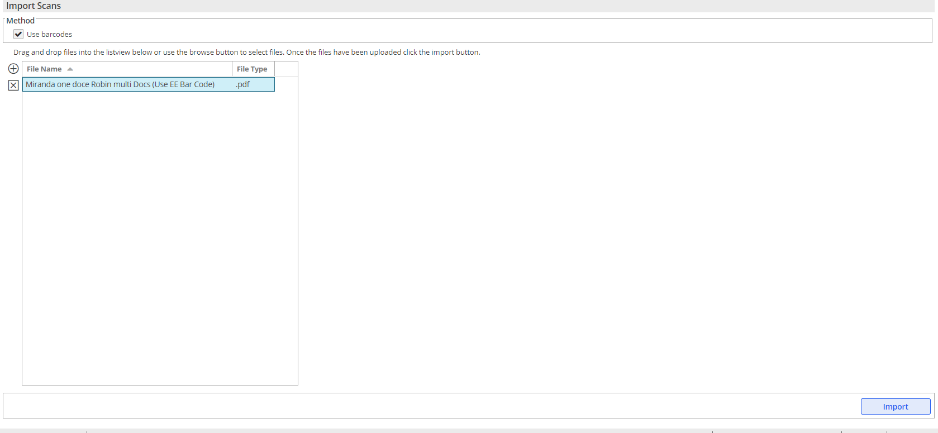 Import Scans
Method
Use barcodes
Drag and drop files into the listview below or use the browse button to select files. Once the files have been uploaded click the import button.
File Name File Type
Miranda one doce Robin multi Docs (Use EE Bar Code) .pdf
Import